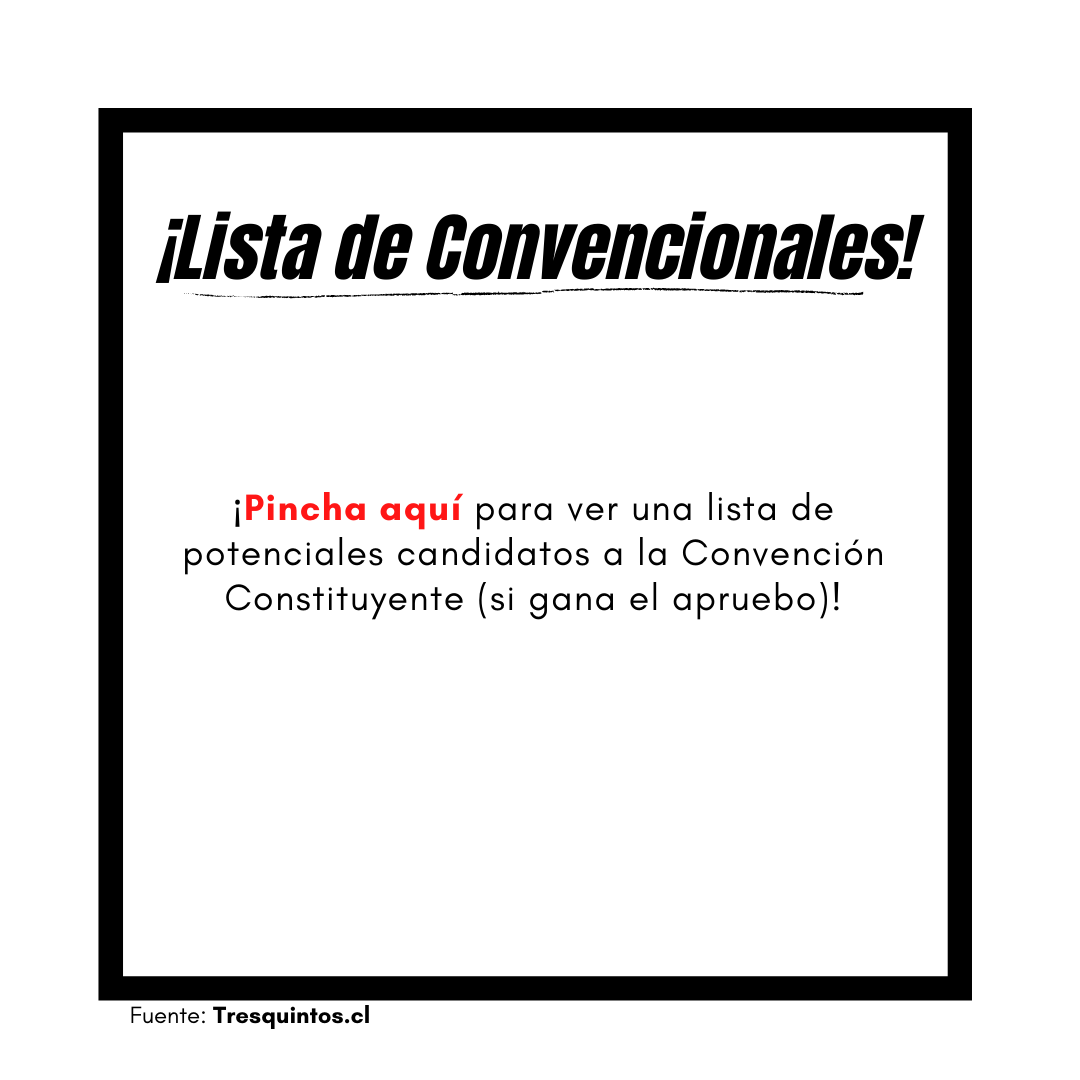 ¡Lista de Convencionales!
¡Pincha aquí para ver una lista de
potenciales candidatos a la Convención
Constituyente (si gana el apruebo)!
Fuente: Tresquintos.cl